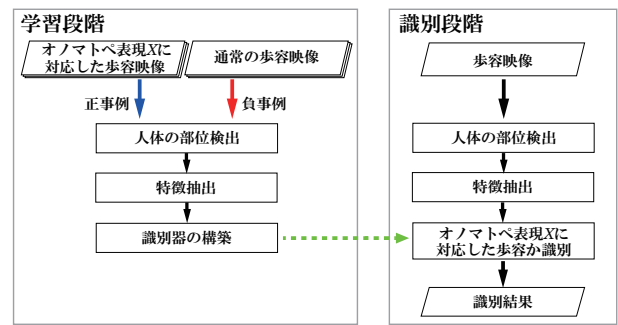 学習段階
オノマトペ表現Xに
対応した歩容映像
通常の歩容映像
正事例
負事例
人体の部位検出
特徴抽出
識別器の構築
識別段階
歩容映像
人体の部位検出
特徴抽出
オノマトペ表現Xに
対応した歩容か識別
識別結果